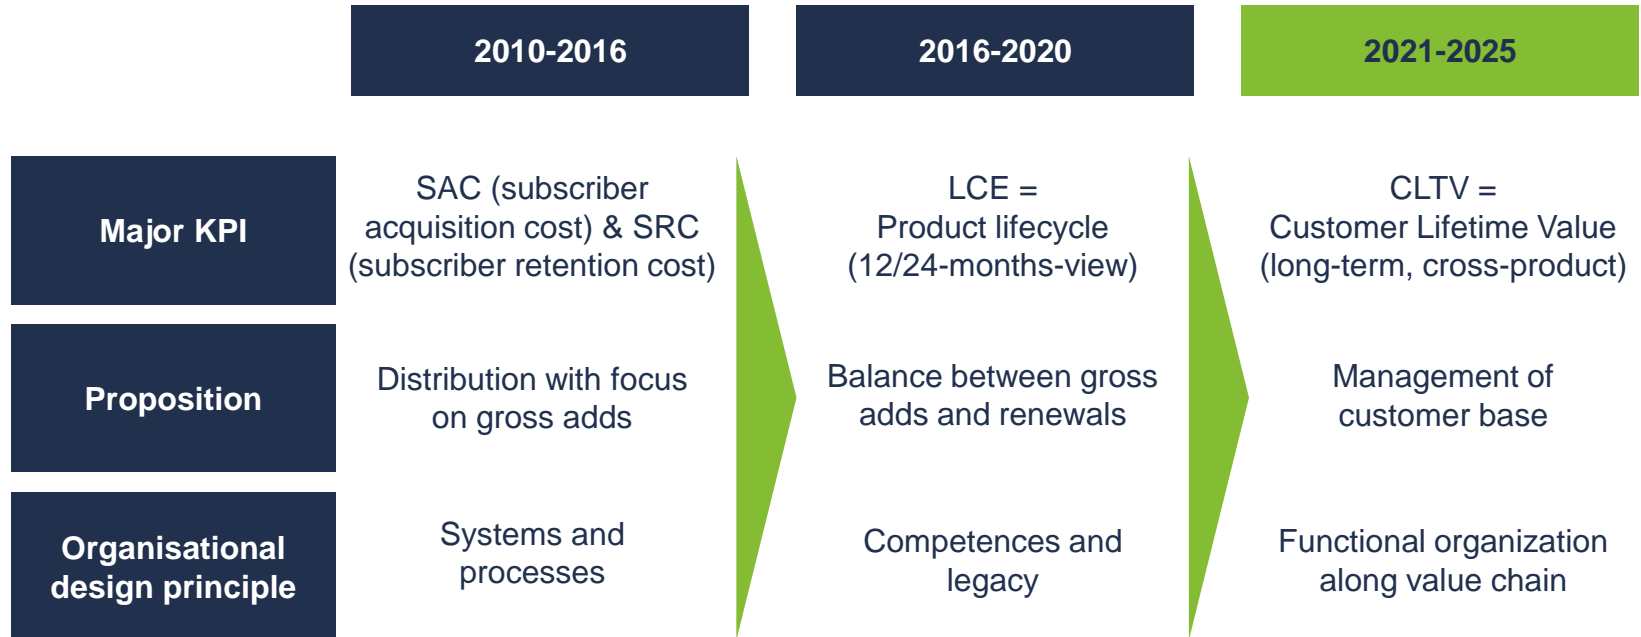 2010-2016
2016-2020
2021-2025
Major KPI
SAC (subscriber
acquisition cost) & SRC
(subscriber retention cost)
LCE =
Product lifecycle
(12/24-months-view)
CLTV =
Customer Lifetime Value
(long-term, cross-product)
Proposition
Distribution with focus
on gross adds
Balance between gross
adds and renewals
Management of
customer base
Organisational
design principle
Systems and
processes
Competences and
legacy
Functional organization
along value chain